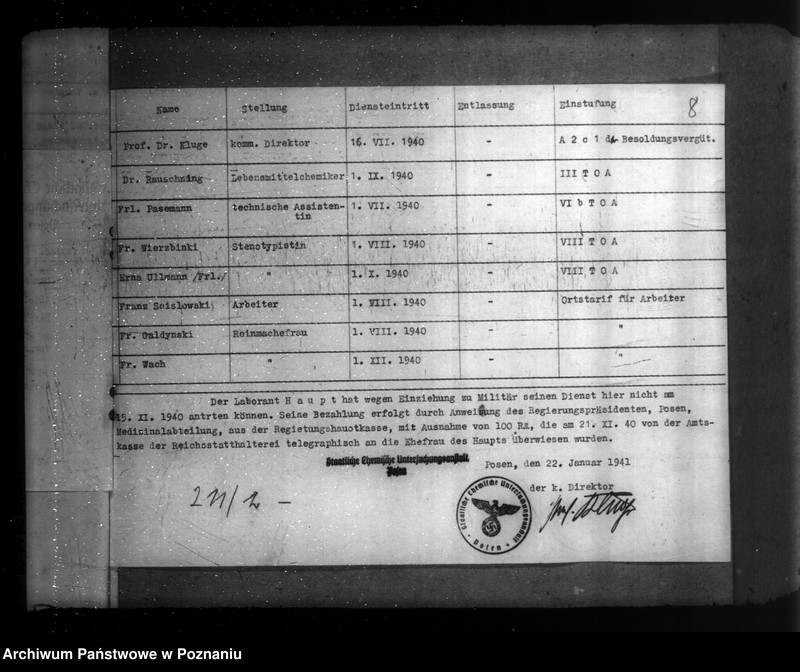 8
Name Stellung Diensteintritt Entlassung Einstufung
Prof. Dr. Kluge komm. Direktor 16. VII. 1940 - A 2 c 1 d. Besoldungsvergüt.
Dr. Rauschning Lebensmittelchemiker 1. IX. 1940 III T O A
Frl. Pasemann technische Assisten-
tin 1. VII. 1940 - VI b T O A
Fr. Wierzbinki Stenotypistin 1. VIII. 1940 - VIII T O A
Erna Ullmann /Frl./ " 1. X. 1940 - VIII T O A
Franz Scislowski Arbeiter 1. VIII. 1940 - Ortstarif für Arbeiter
Fr. Galdynski Reinmachefrau 1. VIII. 1940 - "
Fr. Wach " 1. XII. 1940 - "
Der Laborant H a u p t hat wegen Einziehung zu Militär seinen Dienst hier nicht am
15. XI. 1940 antrten können. Seine Bezahlung erfolgt durch Anweisung des Regierungspräsidenten, Posen,
Medicinalabteilung, aus der Regietungshauotkasse, mit Ausnahme von 100 RM, die am 21. XI. 40 von der Amts-
kasse der Reichsstatthalterei telegraphisch an die Ehefrau des Haupts überwiesen wurden.
Staatliche Chemische Untersuchungsanstalt
Posen
Posen, den 22. Januar 1941
der k. Direktor
Staatliche Chemische Untersuchungsanstalt
Posen
Archiwum Państwowe w Poznaniu